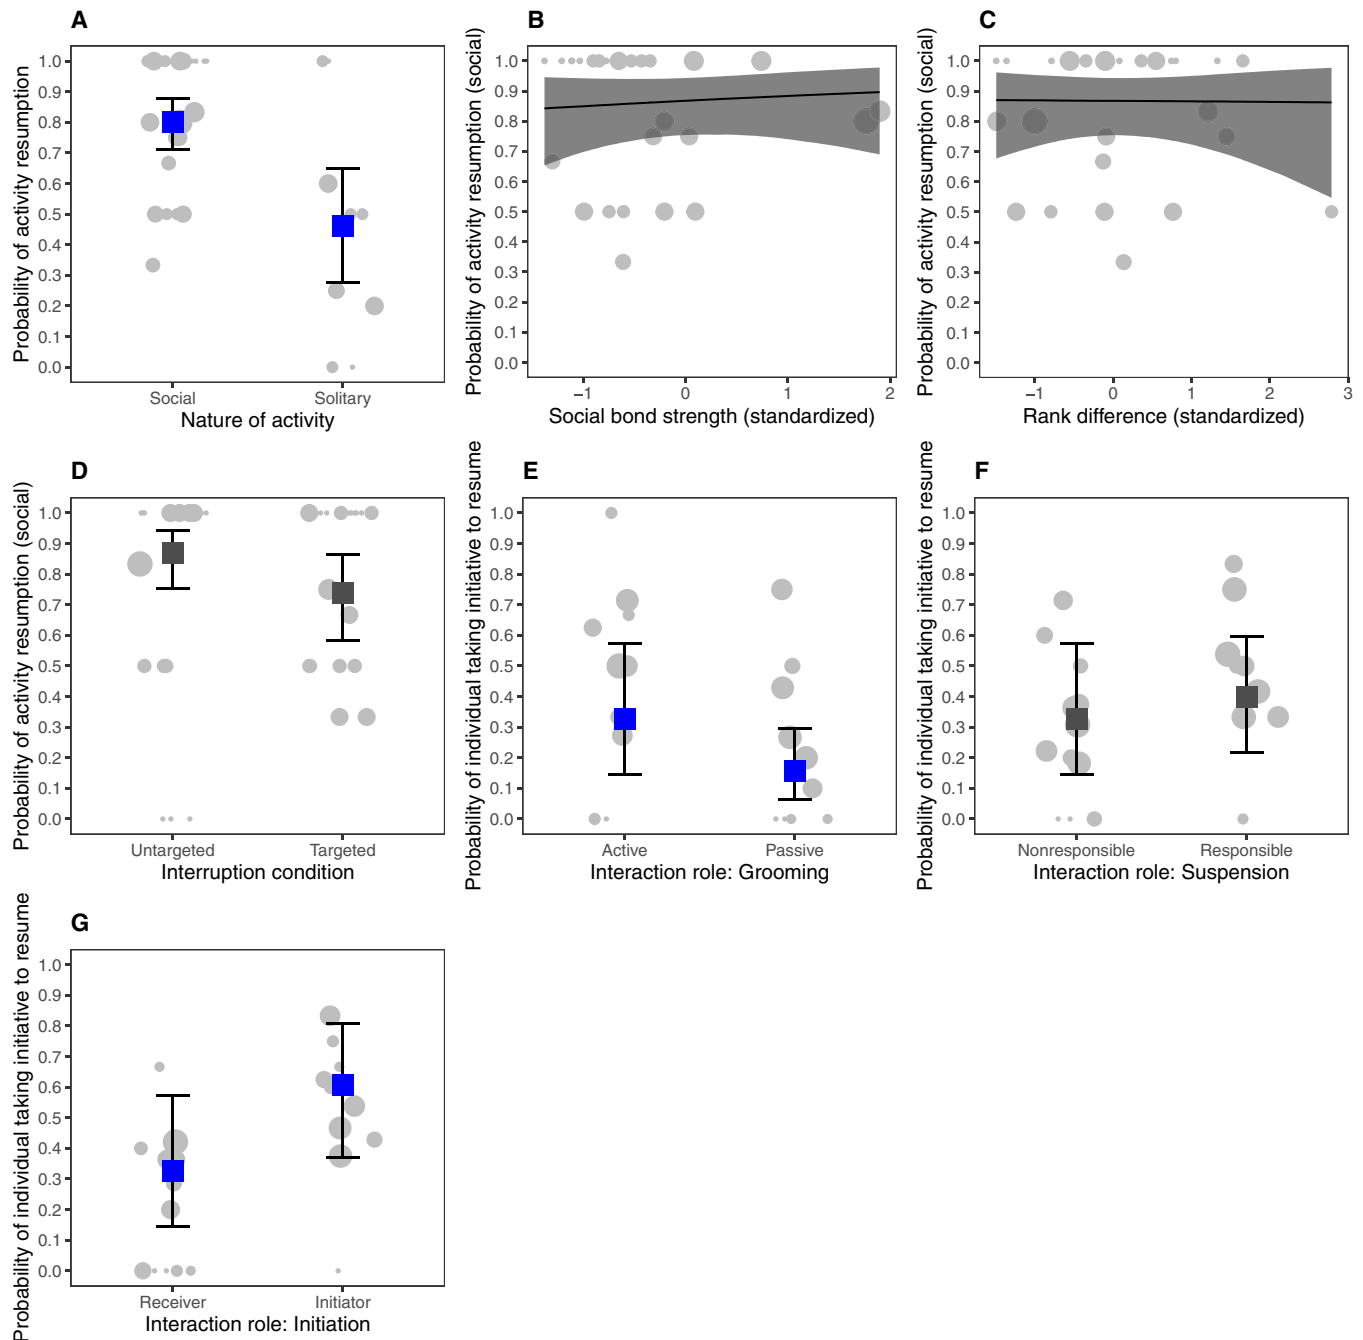 A
Probability of activity resumption
1.0
0.9
0.8
0.7
0.6
0.5
0.4
0.3
0.2
0.1
0.0
Social Solitary
Nature of activity
B
Probability of activity resumption (social)
1.0
0.9
0.8
0.7
0.6
0.5
0.4
0.3
0.2
0.1
0.0
−1 0 1 2
Social bond strength (standardized)
C
Probability of activity resumption (social)
1.0
0.9
0.8
0.7
0.6
0.5
0.4
0.3
0.2
0.1
0.0
−1 0 1 2 3
Rank difference (standardized)
D
Probability of activity resumption (social)
1.0
0.9
0.8
0.7
0.6
0.5
0.4
0.3
0.2
0.1
0.0
Untargeted Targeted
Interruption condition
E
Probability of individual taking initiative to resume
1.0
0.9
0.8
0.7
0.6
0.5
0.4
0.3
0.2
0.1
0.0
Active Passive
Interaction role: Grooming
F
Probability of individual taking initiative to resume
1.0
0.9
0.8
0.7
0.6
0.5
0.4
0.3
0.2
0.1
0.0
Nonresponsible Responsible
Interaction role: Suspension
G
Probability of individual taking initiative to resume
1.0
0.9
0.8
0.7
0.6
0.5
0.4
0.3
0.2
0.1
0.0
Receiver Initiator
Interaction role: Initiation